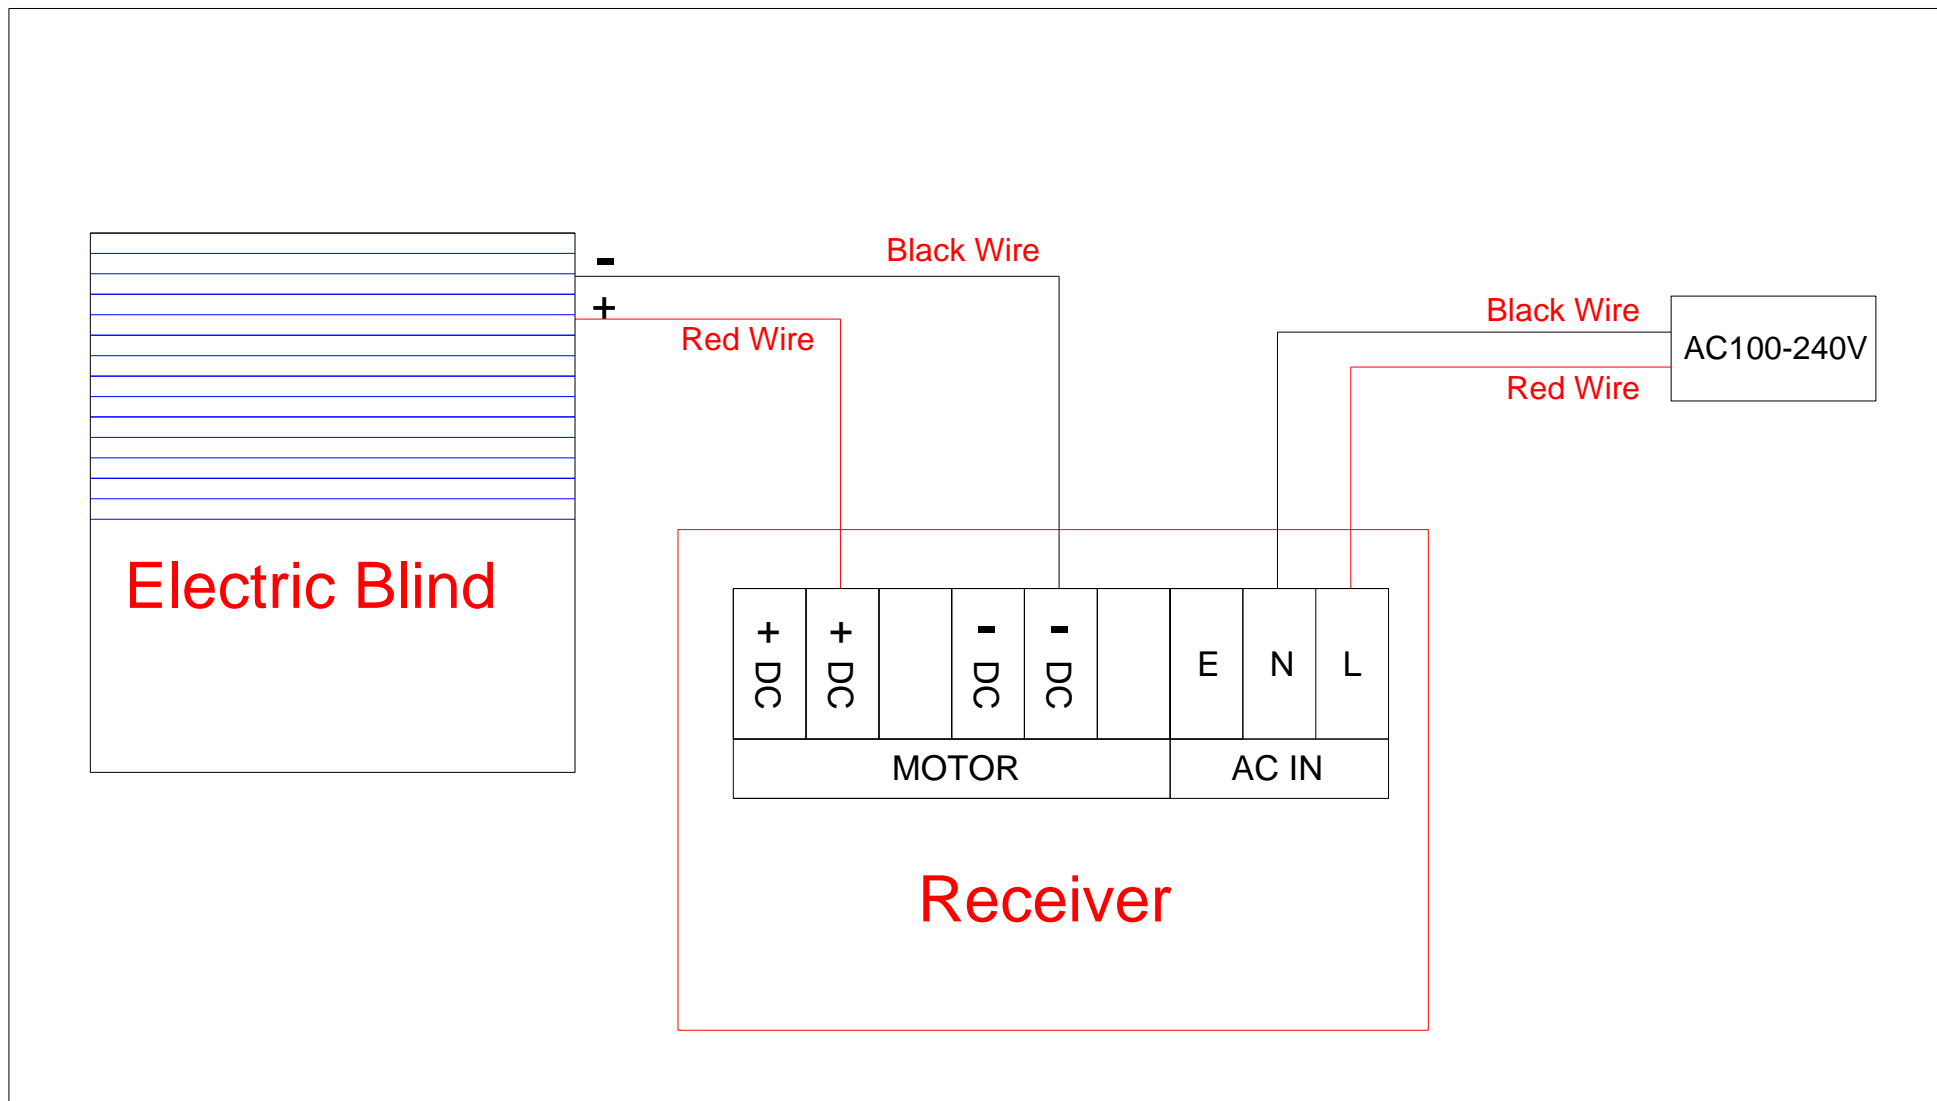 -
Black Wire
+
Red Wire
Black Wire
AC100-240V
Red Wire
Electric Blind
+ DC
+ DC
- DC
- DC
E
N
L
MOTOR
AC IN
Receiver